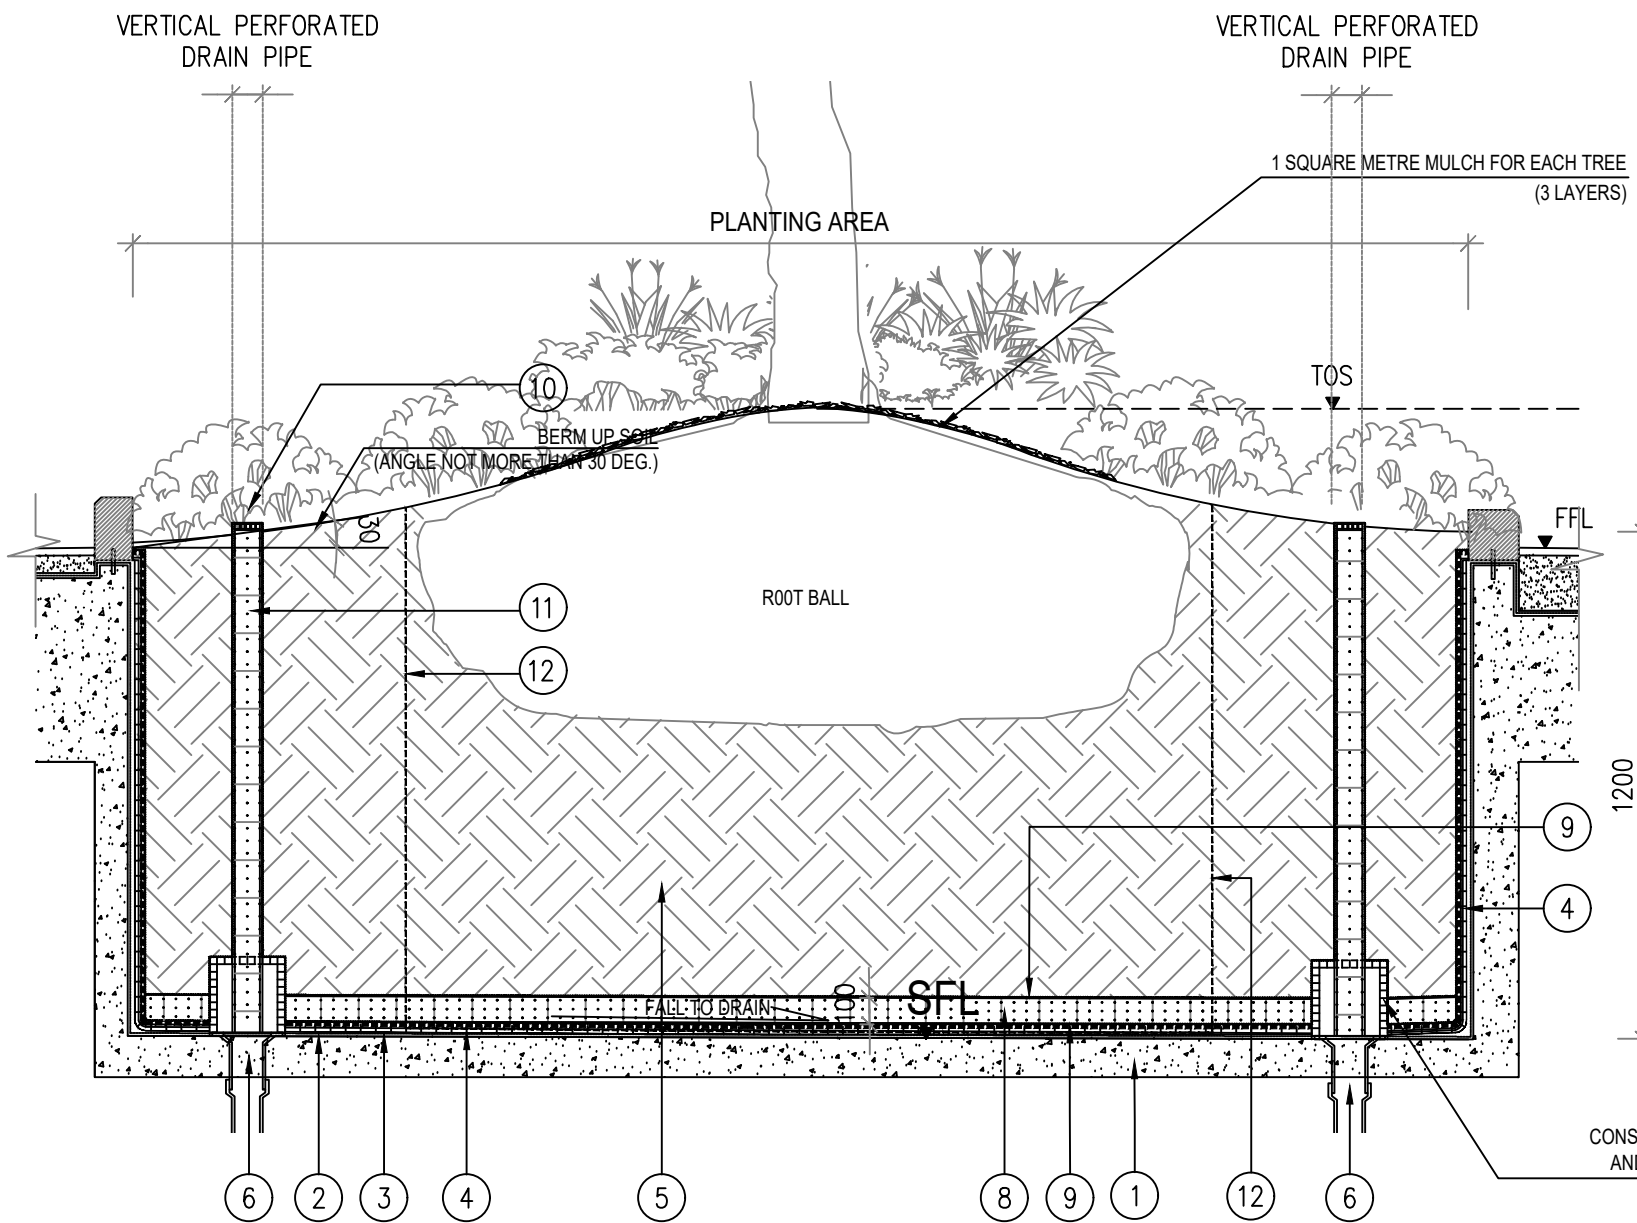 VERTICAL PERFORATED
DRAIN PIPE
VERTICAL PERFORATED
DRAIN PIPE
1 SQUARE METRE MULCH FOR EACH TREE
(3 LAYERS)
PLANTING AREA
TOS
10
BERM UP SOIL
(ANGLE NOT MORE THAN 30 DEG.)
30
FFL
11
ROOT BALL
12
1200
9
4
FALL TO DRAIN
100
SFL
CONS
AN
6
2
3
4
5
8
9
1
12
6